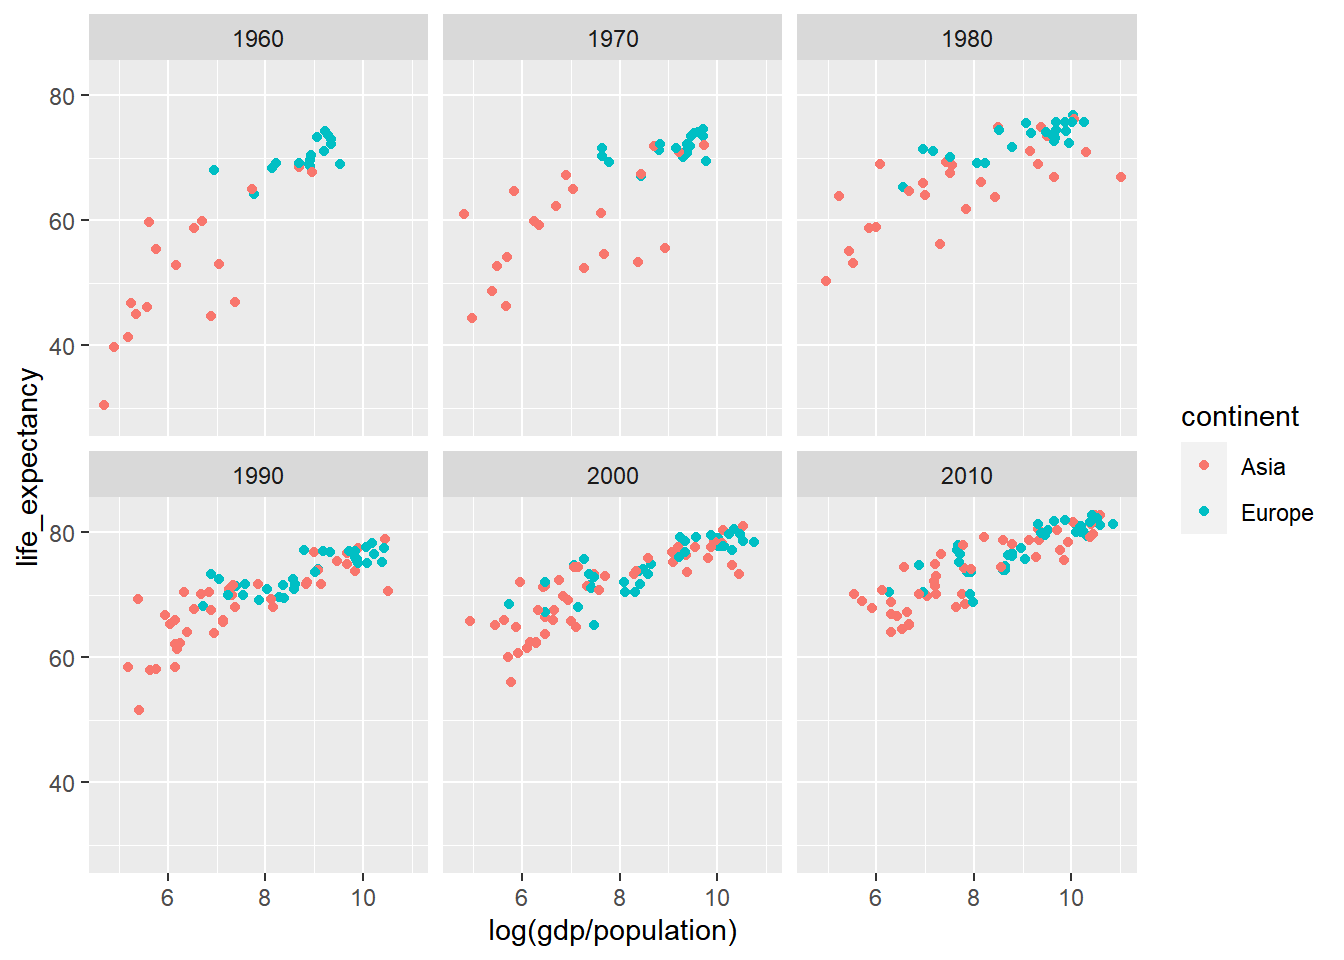 1960 1970 1980
80
60
40
1990 2000 2010
80
60
40
6 8 10 6 8 10 6 8 10
log(gdp/population)
life_expectancy
continent
Asia
Europe